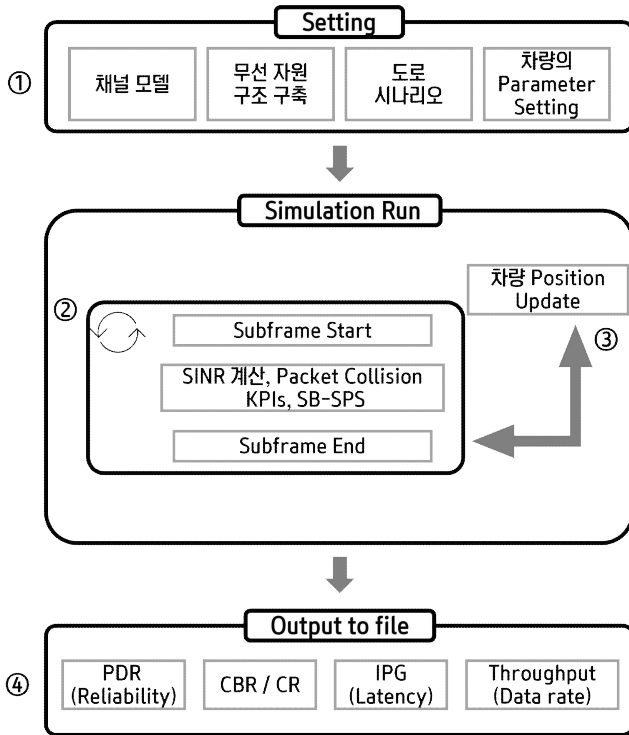 Setting
①
채널 모델
무선 자원
구조 구축
도로
시나리오
차량의
Parameter
Setting
Simulation Run
차량 Position
Update
②
③
Subframe Start
SINR 계산, Packet Collision
KPIs, SB-SPS
Subframe End
Output to file
④
PDR
(Reliability)
CBR / CR
IPG
(Latency)
Throughput
(Data rate)